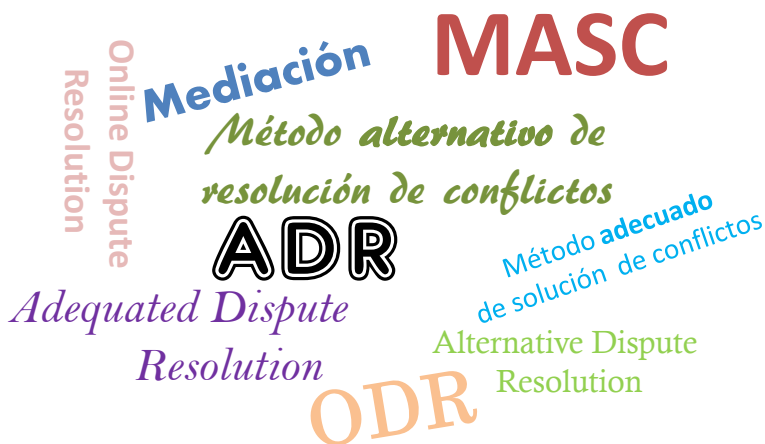 MASC
Online Dispute
Resolution
Mediación
Método alternativo de
resolución de conflictos
Método adecuado
de solución de conflictos
ADR
Adequated Dispute
Resolution
Alternative Dispute
Resolution
ODR